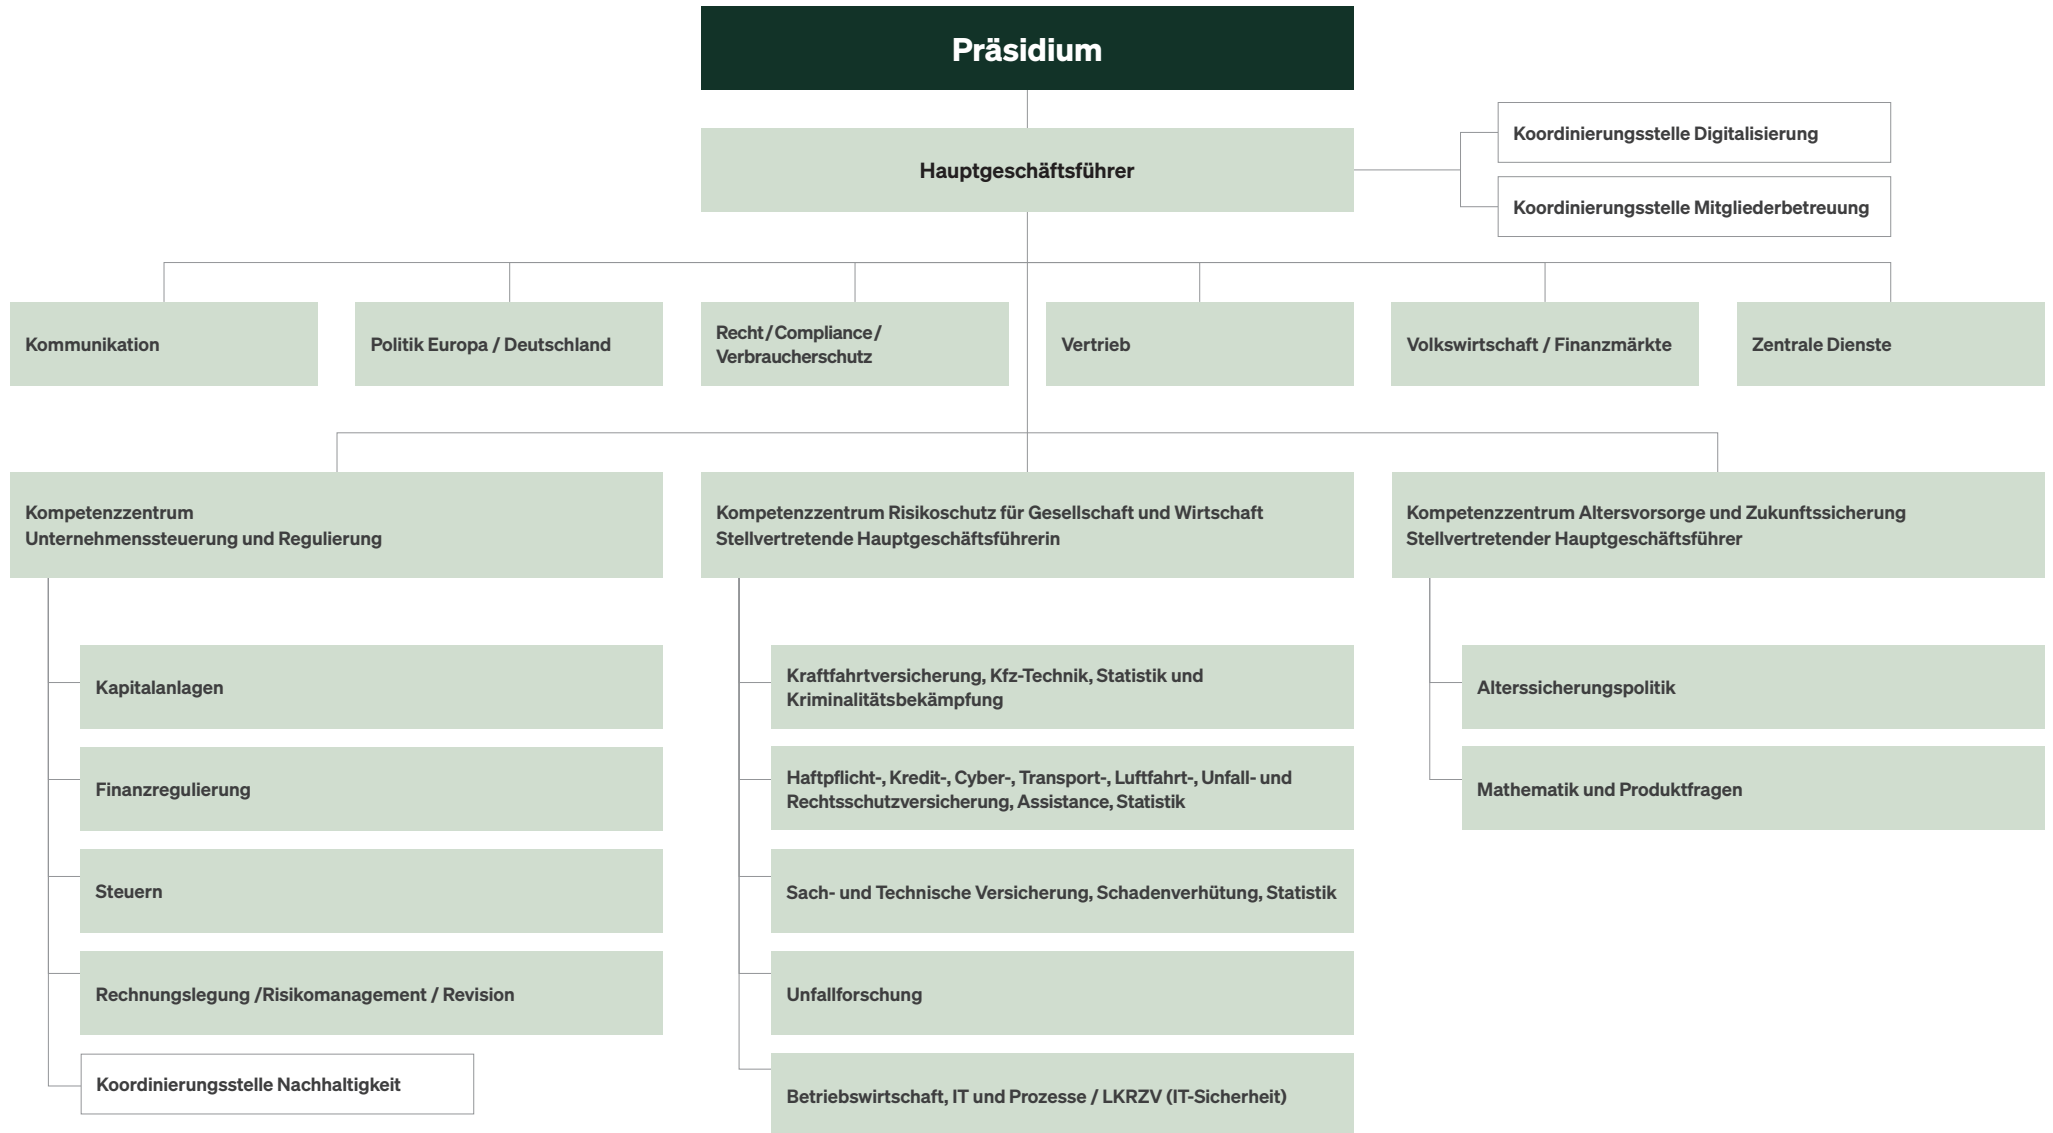 Präsidium
Hauptgeschäftsführer
Koordinierungsstelle Digitalisierung
Koordinierungsstelle Mitgliederbetreuung
Kommunikation
Politik Europa / Deutschland
Recht / Compliance /
Verbraucherschutz
Vertrieb
Volkswirtschaft / Finanzmärkte
Zentrale Dienste
Kompetenzzentrum
Unternehmenssteuerung und Regulierung
Kapitalanlagen
Finanzregulierung
Steuern
Rechnungslegung /Risikomanagement / Revision
Koordinierungsstelle Nachhaltigkeit
Kompetenzzentrum Risikoschutz für Gesellschaft und Wirtschaft
Stellvertretende Hauptgeschäftsführerin
Kraftfahrtversicherung, Kfz-Technik, Statistik und
Kriminalitätsbekämpfung
Haftpflicht-, Kredit-, Cyber-, Transport-, Luftfahrt-, Unfall- und
Rechtsschutzversicherung, Assistance, Statistik
Sach- und Technische Versicherung, Schadenverhütung, Statistik
Unfallforschung
Betriebswirtschaft, IT und Prozesse / LKRZV (IT-Sicherheit)
Kompetenzzentrum Altersvorsorge und Zukunftssicherung
Stellvertretender Hauptgeschäftsführer
Alterssicherungspolitik
Mathematik und Produktfragen